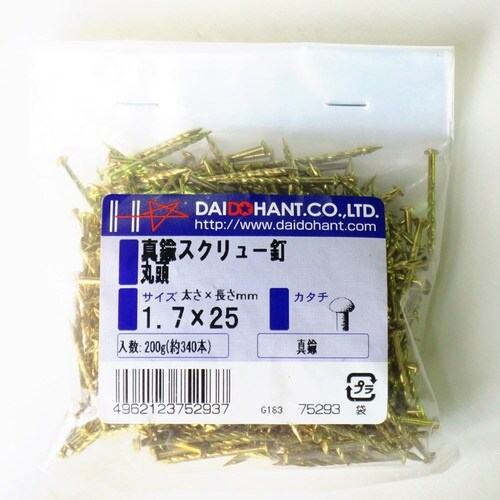 DAIDOHANT.CO.,LTD.
http://www.daidohant.com
真鍮スクリュー釘
丸頭
サイズ 太さ×長さmm
カタチ
1.7×25
入数:200g(約340本)
真鍮
4962123752937
G183
75293
袋
プラ